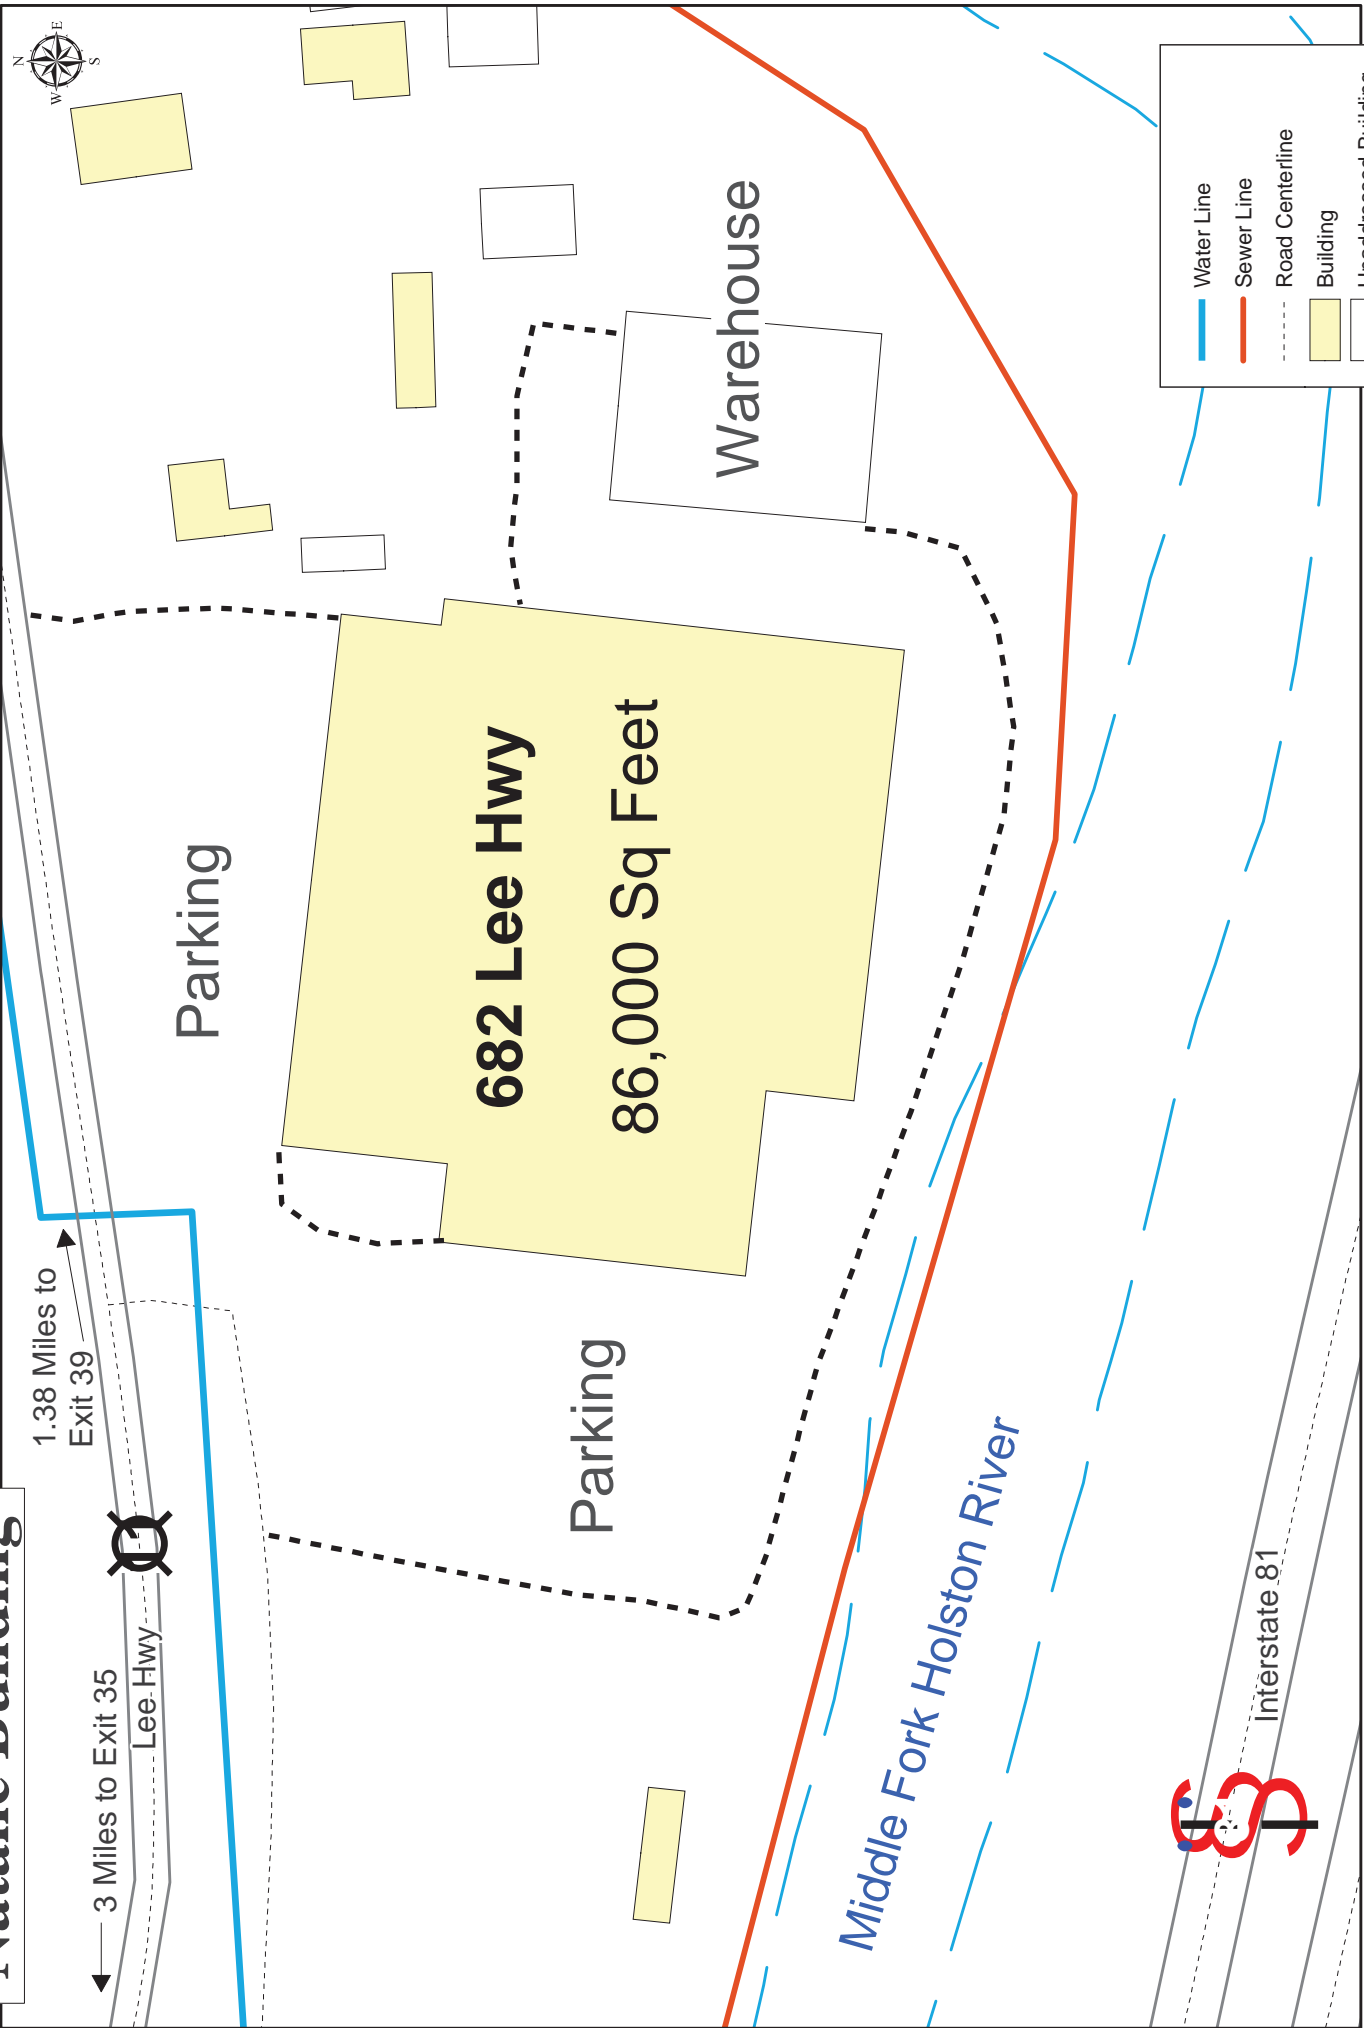 Building
1.38 Miles to
Exit 39
3 Miles to Exit 35
Lee Hwy
Parking
682 Lee Hwy
86,000 Sq Feet
Parking
Warehouse
Middle Fork Holston River
Interstate 81
N
E
S
W
Water Line
Sewer Line
Road Centerline
Building